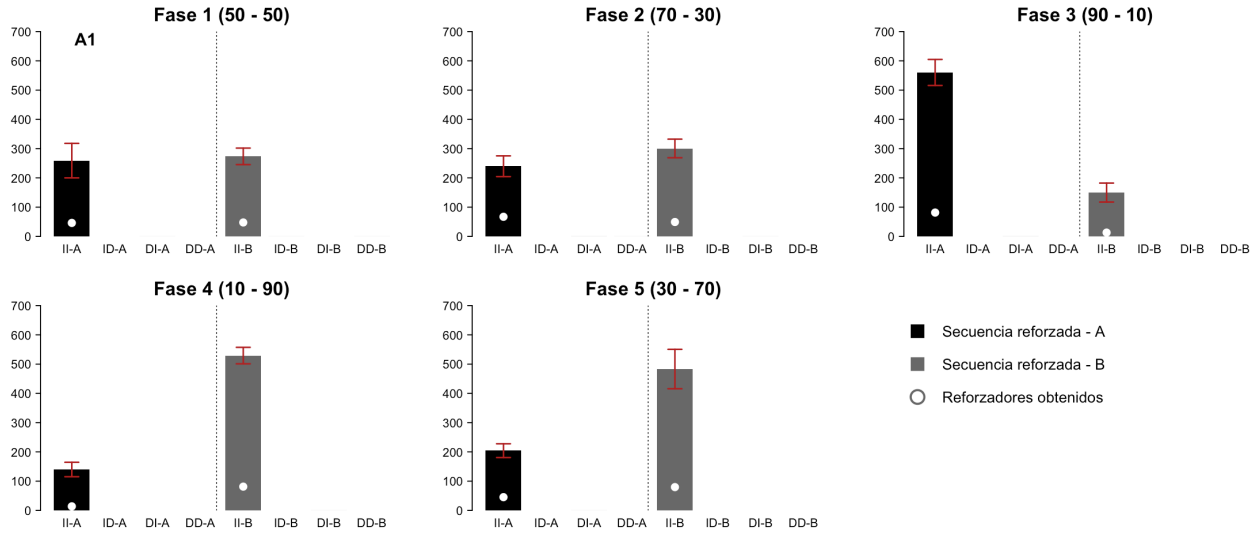 Fase 1 (50 - 50)
A1
700
600
500
400
300
200
100
0
II-A ID-A DI-A DD-A II-B ID-B DI-B DD-B
Fase 2 (70 - 30)
700
600
500
400
300
200
100
0
II-A ID-A DI-A DD-A II-B ID-B DI-B DD-B
Fase 3 (90 - 10)
700
600
500
400
300
200
100
0
II-A ID-A DI-A DD-A II-B ID-B DI-B DD-B
Fase 4 (10 - 90)
700
600
500
400
300
200
100
0
II-A ID-A DI-A DD-A II-B ID-B DI-B DD-B
Fase 5 (30 - 70)
700
600
500
400
300
200
100
0
II-A ID-A DI-A DD-A II-B ID-B DI-B DD-B
Secuencia reforzada - A
Secuencia reforzada - B
Reforzadores obtenidos